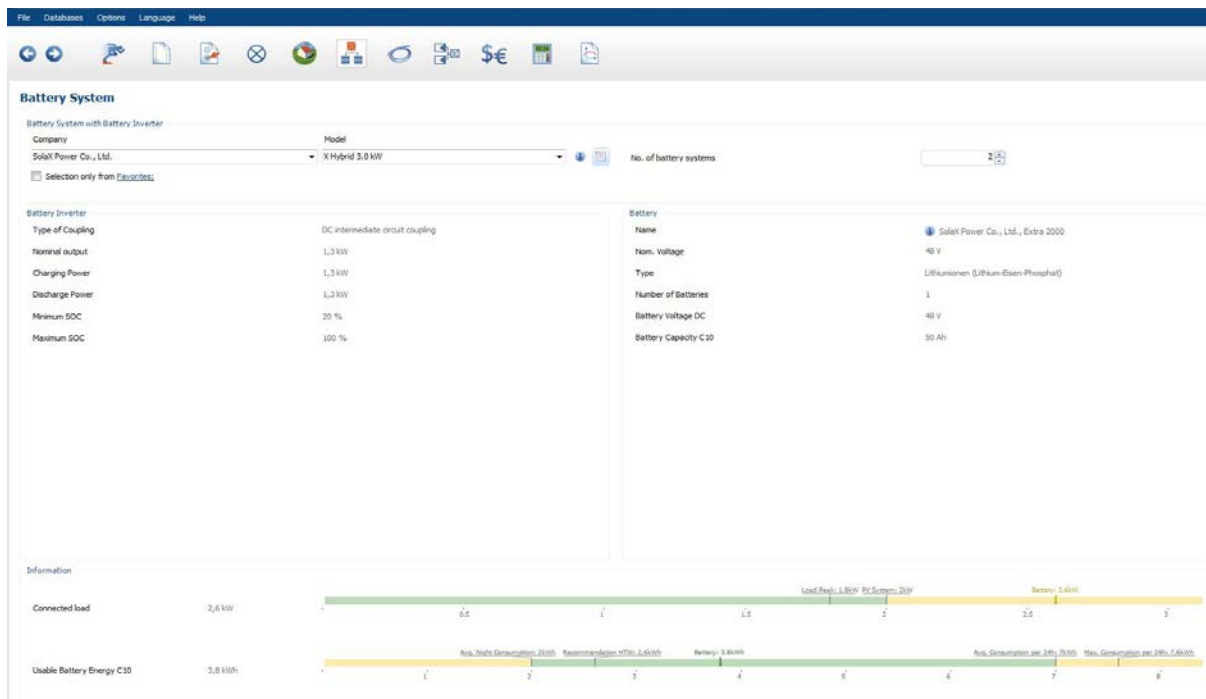 File Databases Options Language Help
Battery System
Battery System with Battery Inverter
Company Model
SolaX Power Co., Ltd. X Hybrid 3.0 kW No. of battery systems 2
Selection only from Favorites:
Battery Inverter Battery
Type of Coupling DC intermediate circuit coupling Name SolaX Power Co., Ltd., Extra 2000
Nominal output 1,3 kW Nom. Voltage 48 V
Charging Power 1,3 kW Type Lithiumionen (Lithium-Eisen-Phosphat)
Discharge Power 1,3 kW Number of Batteries 1
Minimum SOC 20 % Battery Voltage DC 48 V
Maximum SOC 100 % Battery Capacity C10 50 Ah
Information
Load Peak: 1.8kW PV System: 2kW Battery: 2.6kW
Connected load 2,6 kW
0.5 1 1.5 2 2.5 3
Avg. Night Consumption: 2kWh Recommendation HTW: 2.6kWh Battery: 3.8kWh Avg. Consumption per 24h: 7kWh Max. Consumption per 24h: 7.6kWh
Usable Battery Energy C10 3,8 kWh
1 2 3 4 5 6 7 8